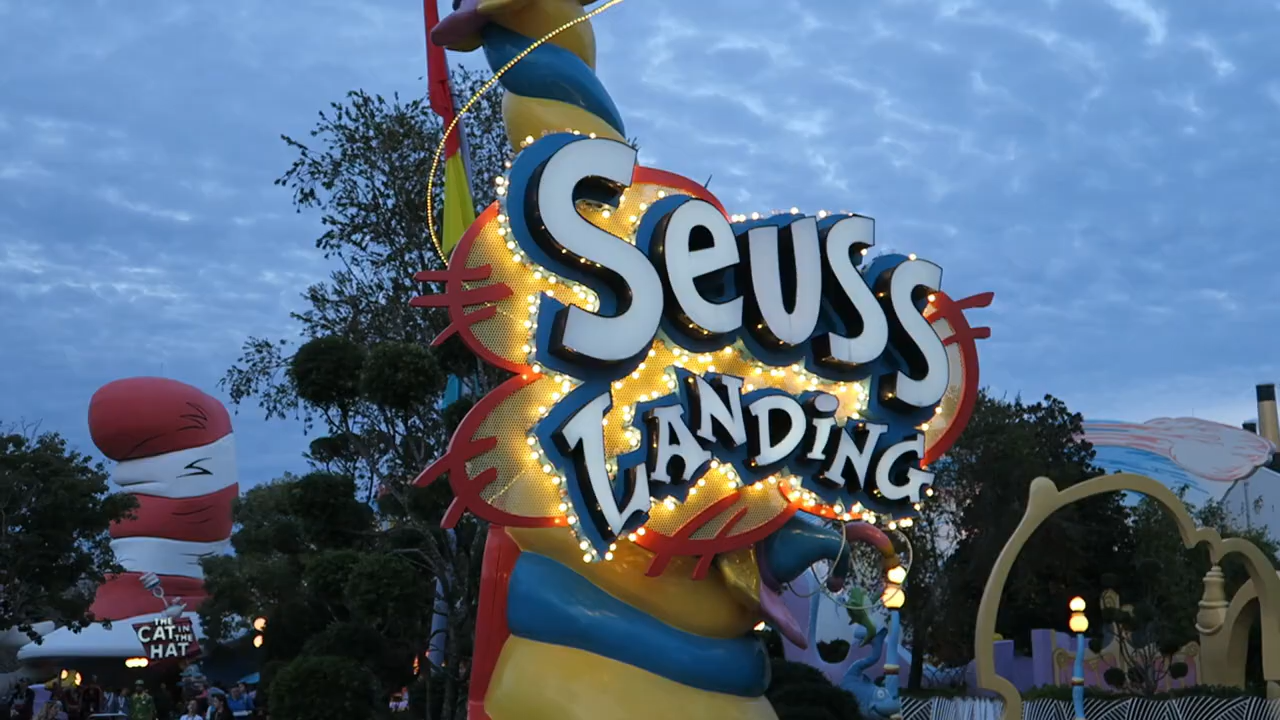 Seuss
LANDiNG
THE
CAT IN THE
HAT